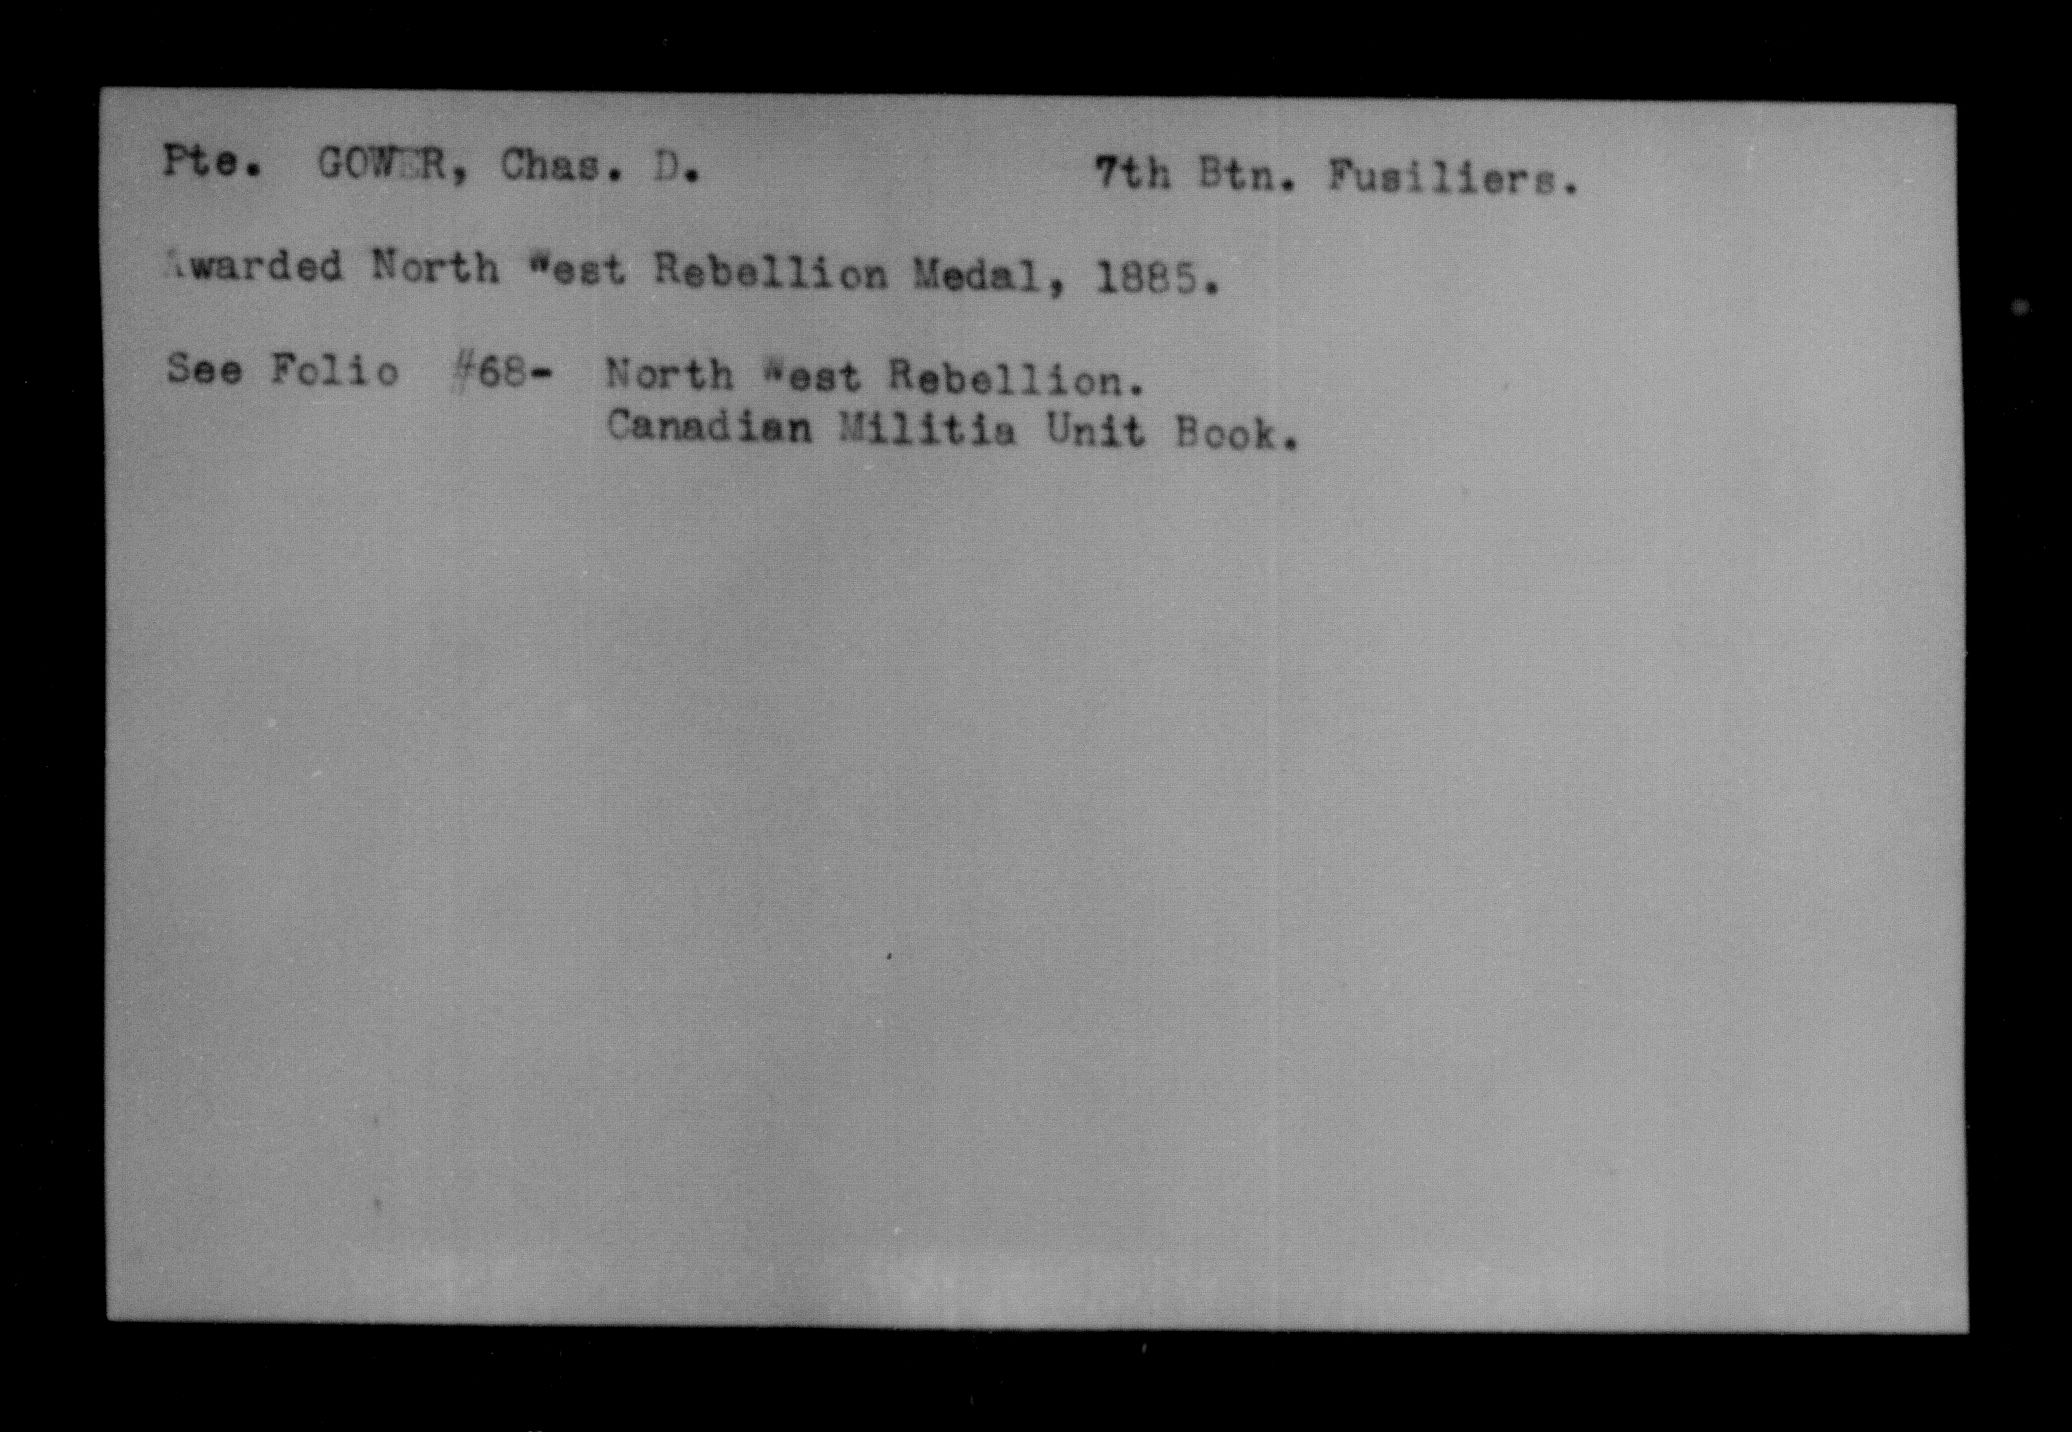 Pte. GOWER, Chas. D. 7th Btn. Fusiliers.
Awarded North West Rebellion Medal, 1885.
See Folio #68- North West Rebellion.
Canadian Militia Unit Book.